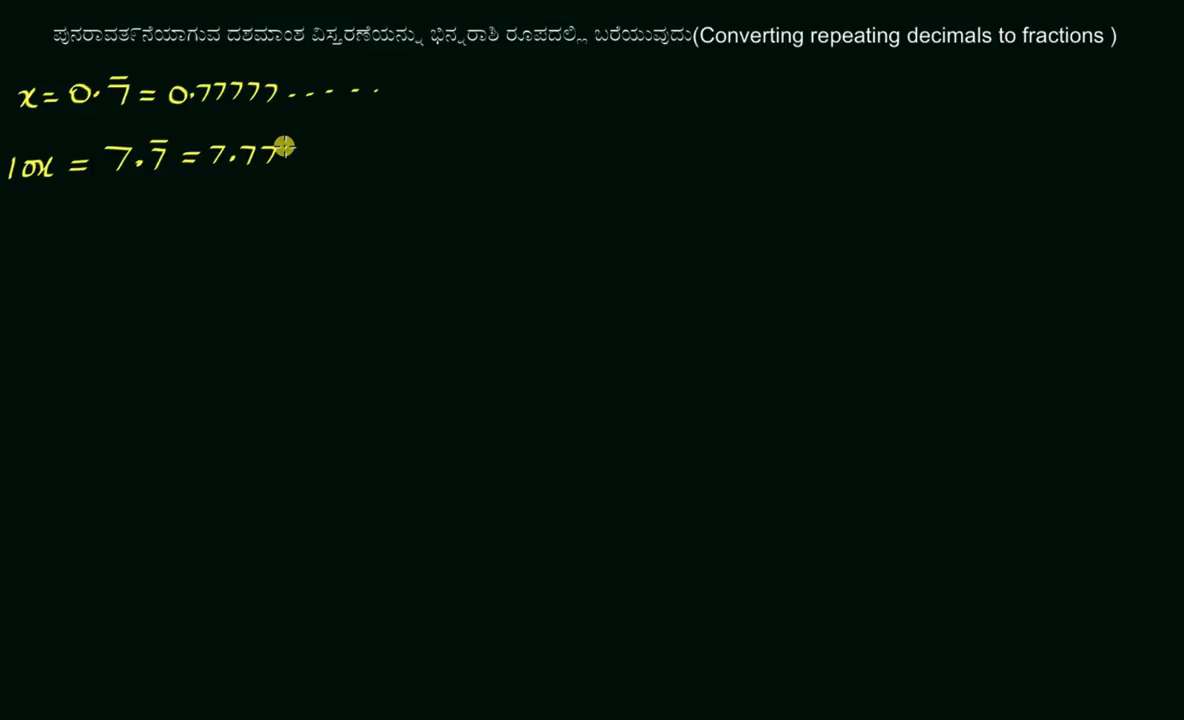 ಪುನರಾವರ್ತನೆಯಾಗುವ ದಶಮಾಂಶ ವಿಸ್ತರಣೆಯನ್ನು ಭಿನ್ನರಾಶಿ ರೂಪದಲ್ಲಿ ಬರೆಯುವುದು(Converting repeating decimals to fractions )
x = 0.7̅ = 0.77777 - - - - -
10x = 7.7̅ = 7.77